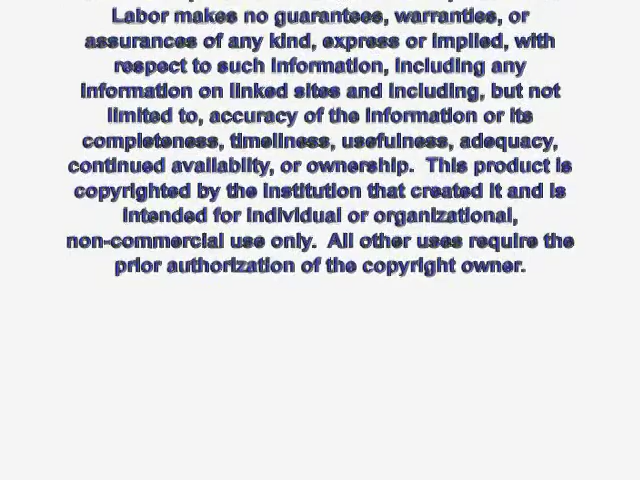 Labor makes no guarantees, warranties, or
assurances of any kind, express or implied, with
respect to such information, including any
information on linked sites and including, but not
limited to, accuracy of the information or its
completeness, timeliness, usefulness, adequacy,
continued availability, or ownership.  This product is
copyrighted by the institution that created it and is
intended for individual or organizational,
non-commercial use only.  All other uses require the
prior authorization of the copyright owner.